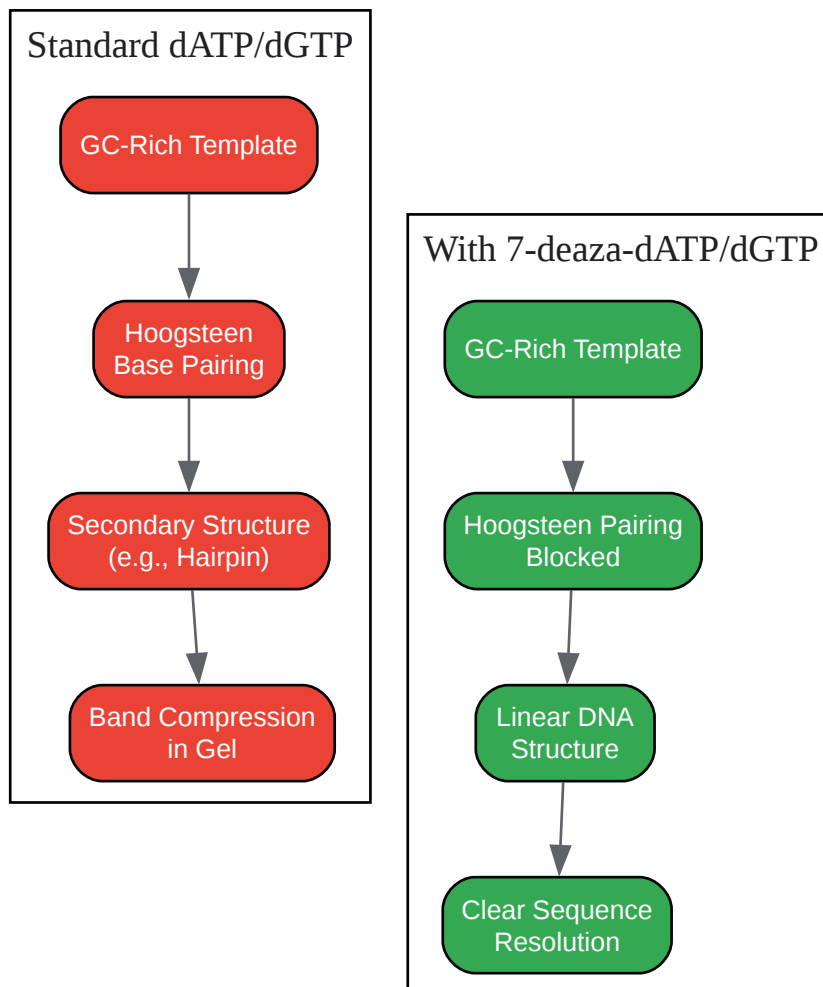 Standard dATP/dGTP
GC-Rich Template
Hoogsteen
Base Pairing
Secondary Structure
(e.g., Hairpin)
Band Compression
in Gel
With 7-deaza-dATP/dGTP
GC-Rich Template
Hoogsteen Pairing
Blocked
Linear DNA
Structure
Clear Sequence
Resolution